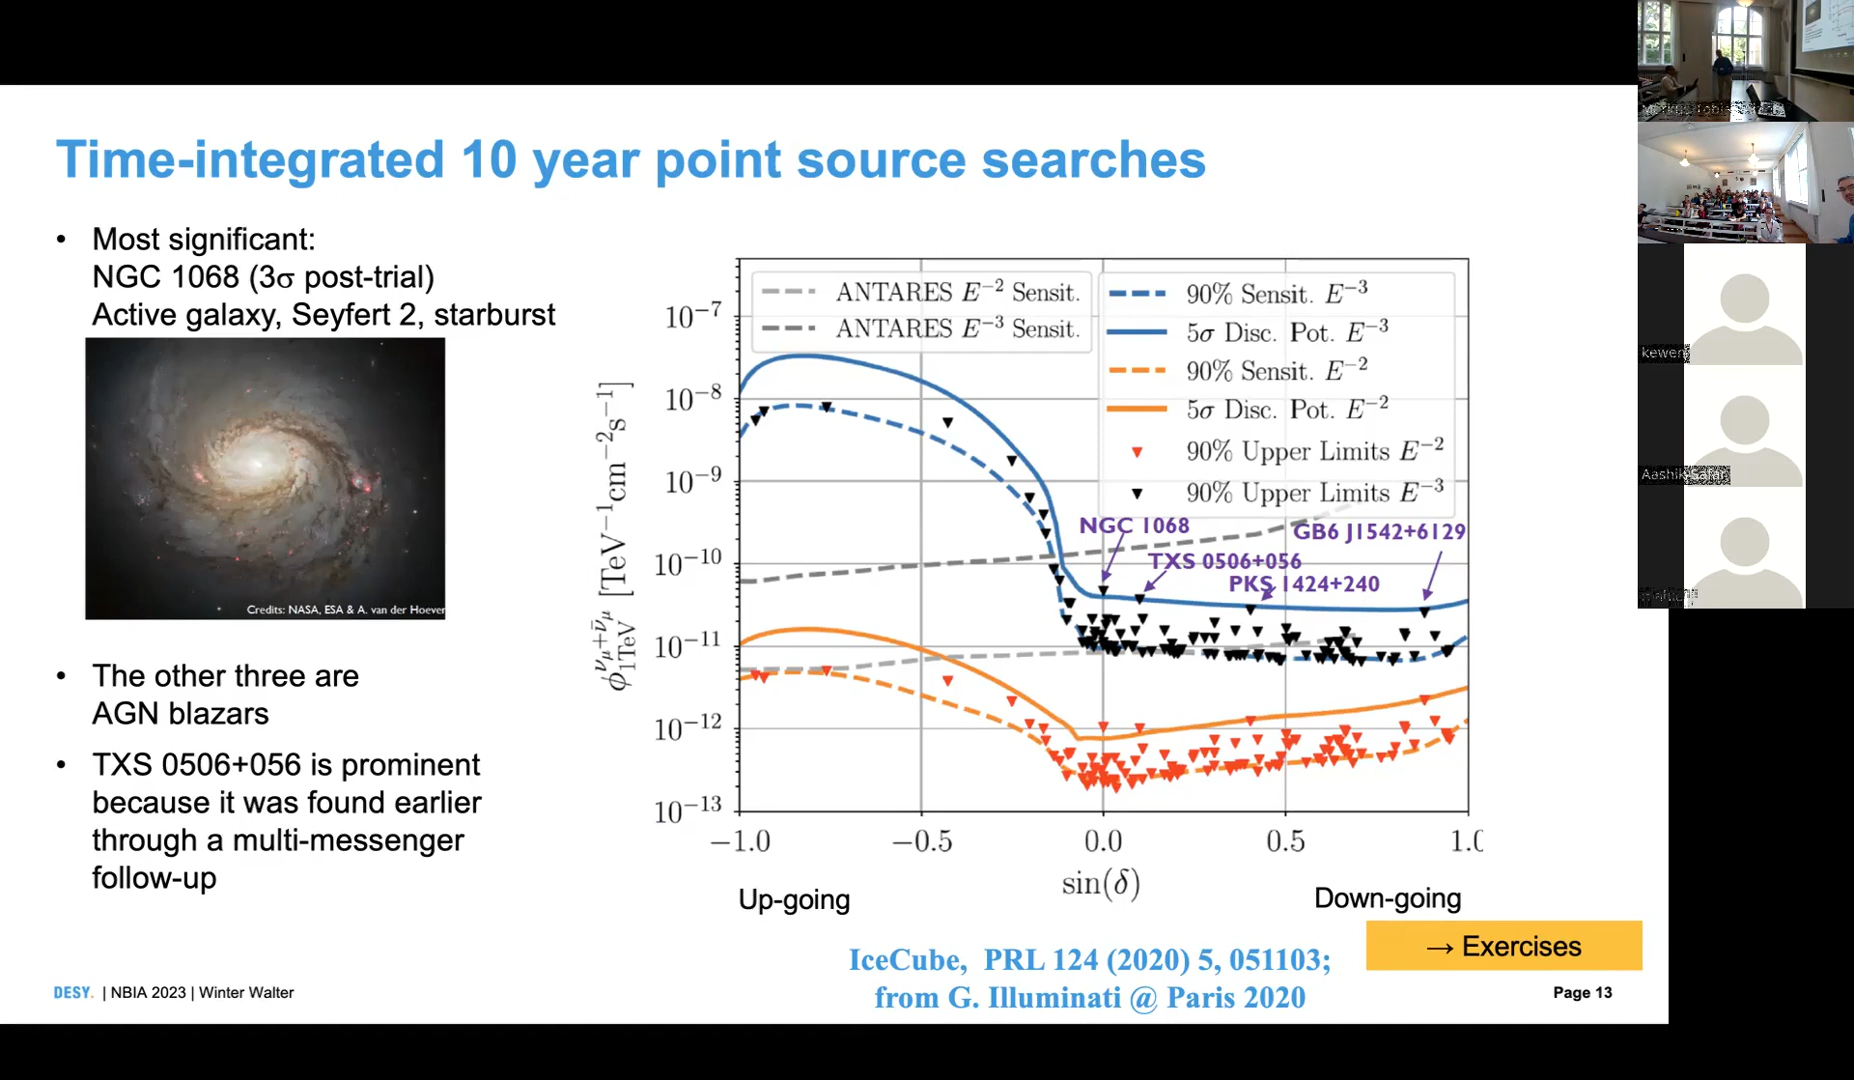 Time-integrated 10 year point source searches
• Most significant:
NGC 1068 (3σ post-trial)
Active galaxy, Seyfert 2, starburst
Credits: NASA, ESA & A. van der Hoever
• The other three are
AGN blazars
• TXS 0506+056 is prominent
because it was found earlier
through a multi-messenger
follow-up
ANTARES E⁻² Sensit.
ANTARES E⁻³ Sensit.
90% Sensit. E⁻³
5σ Disc. Pot. E⁻³
90% Sensit. E⁻²
5σ Disc. Pot. E⁻²
90% Upper Limits E⁻²
90% Upper Limits E⁻³
NGC 1068
TXS 0506+056
PKS 1424+240
GB6 J1542+6129
10⁻⁷
10⁻⁸
10⁻⁹
10⁻¹⁰
10⁻¹¹
10⁻¹²
10⁻¹³
ϕ_{1TeV}^{ν_μ+ν̄_μ} [TeV⁻¹cm⁻²s⁻¹]
−1.0 −0.5 0.0 0.5 1.0
sin(δ)
Up-going Down-going
→ Exercises
IceCube, PRL 124 (2020) 5, 051103;
from G. Illuminati @ Paris 2020
DESY. | NBIA 2023 | Winter Walter
Page 13